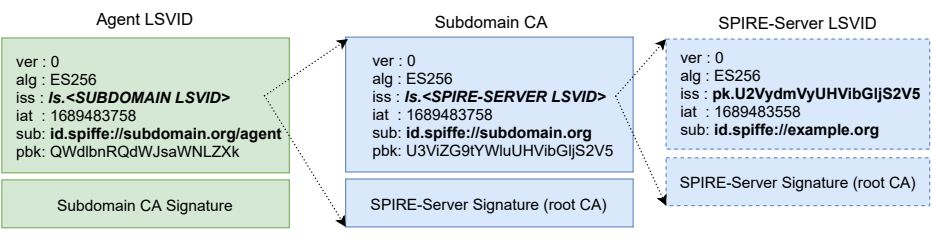 Agent LSVID
ver : 0
alg : ES256
iss : ls.<SUBDOMAIN LSVID>
iat : 1689483758
sub: id.spiffe://subdomain.org/agent
pbk: QWdlbnRQdWJsaWNLZXk
Subdomain CA Signature
Subdomain CA
ver : 0
alg : ES256
iss : ls.<SPIRE-SERVER LSVID>
iat : 1689483758
sub: id.spiffe://subdomain.org
pbk: U3ViZG9tYWluUHVibGljS2V5
SPIRE-Server Signature (root CA)
SPIRE-Server LSVID
ver : 0
alg : ES256
iss : pk.U2VydmVyUHVibGljS2V5
iat : 1689483558
sub: id.spiffe://example.org
SPIRE-Server Signature (root CA)